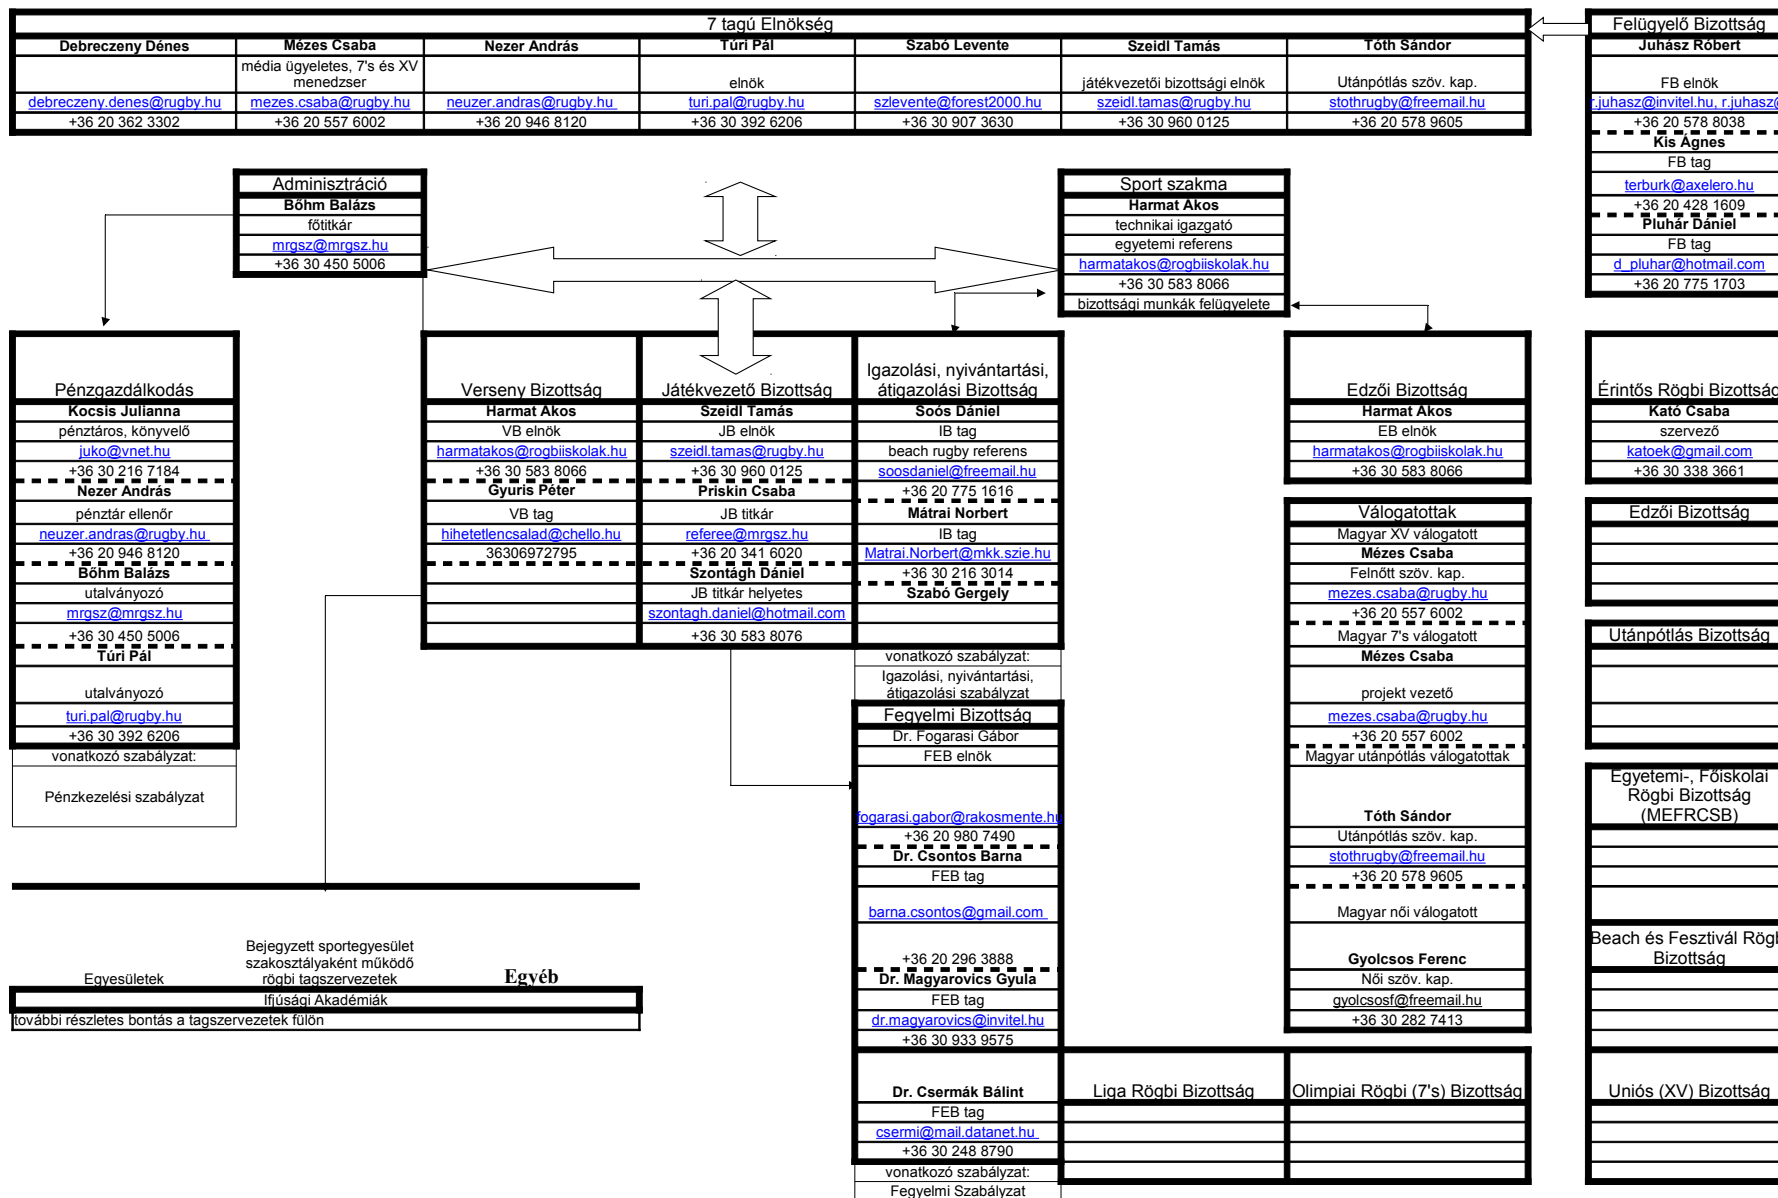 7 tagú Elnökség
Debreczeny Dénes
debreczeny.denes@rugby.hu
+36 20 362 3302
Mézes Csaba
média ügyeletes, 7's és XV
menedzser
mezes.csaba@rugby.hu
+36 20 557 6002
Nezer András
neuzer.andras@rugby.hu
+36 20 946 8120
Túri Pál
elnök
turi.pal@rugby.hu
+36 30 392 6206
Szabó Levente
szlevente@forest2000.hu
+36 30 907 3630
Szeidl Tamás
játékvezetői bizottsági elnök
szeidl.tamas@rugby.hu
+36 30 960 0125
Tóth Sándor
Utánpótlás szöv. kap.
stothrugby@freemail.hu
+36 20 578 9605
Felügyelő Bizottság
Juhász Róbert
FB elnök
r.juhasz@invitel.hu, r.juhasz@
+36 20 578 8038
Kis Ágnes
FB tag
terburk@axelero.hu
+36 20 428 1609
Pluhár Dániel
FB tag
d_pluhar@hotmail.com
+36 20 775 1703
Adminisztráció
Bőhm Balázs
főtitkár
mrgsz@mrgsz.hu
+36 30 450 5006
Sport szakma
Harmat Akos
technikai igazgató
egyetemi referens
harmatakos@rogbiiskolak.hu
+36 30 583 8066
bizottsági munkák felügyelete
Pénzgazdálkodás
Kocsis Julianna
pénztáros, könyvelő
juko@vnet.hu
+36 30 216 7184
Nezer András
pénztár ellenőr
neuzer.andras@rugby.hu
+36 20 946 8120
Bőhm Balázs
utalványozó
mrgsz@mrgsz.hu
+36 30 450 5006
Túri Pál
utalványozó
turi.pal@rugby.hu
+36 30 392 6206
vonatkozó szabályzat:
Pénzkezelési szabályzat
Verseny Bizottság
Harmat Akos
VB elnök
harmatakos@rogbiiskolak.hu
+36 30 583 8066
Gyuris Péter
VB tag
hihetetlencsalad@chello.hu
36306972795
Játékvezető Bizottság
Szeidl Tamás
JB elnök
szeidl.tamas@rugby.hu
+36 30 960 0125
Priskin Csaba
JB titkár
referee@mrgsz.hu
+36 20 341 6020
Szontágh Dániel
JB titkár helyetes
szontagh.daniel@hotmail.com
+36 30 583 8076
Igazolási, nyivántartási,
átigazolási Bizottság
Soós Dániel
IB tag
beach rugby referens
soosdaniel@freemail.hu
+36 20 775 1616
Mátrai Norbert
IB tag
Matrai.Norbert@mkk.szie.hu
+36 30 216 3014
Szabó Gergely
vonatkozó szabályzat:
Igazolási, nyivántartási,
átigazolási szabályzat
Fegyelmi Bizottság
Dr. Fogarasi Gábor
FEB elnök
fogarasi.gabor@rakosmente.hu
+36 20 980 7490
Dr. Csontos Barna
FEB tag
barna.csontos@gmail.com
+36 20 296 3888
Dr. Magyarovics Gyula
FEB tag
dr.magyarovics@invitel.hu
+36 30 933 9575
Dr. Csermák Bálint
FEB tag
csermi@mail.datanet.hu
+36 30 248 8790
vonatkozó szabályzat:
Fegyelmi Szabályzat
Edzői Bizottság
Harmat Akos
EB elnök
harmatakos@rogbiiskolak.hu
+36 30 583 8066
Válogatottak
Magyar XV válogatott
Mézes Csaba
Felnőtt szöv. kap.
mezes.csaba@rugby.hu
+36 20 557 6002
Magyar 7's válogatott
Mézes Csaba
projekt vezető
mezes.csaba@rugby.hu
+36 20 557 6002
Magyar utánpótlás válogatottak
Tóth Sándor
Utánpótlás szöv. kap.
stothrugby@freemail.hu
+36 20 578 9605
Magyar női válogatott
Gyolcsos Ferenc
Női szöv. kap.
gyolcsosf@freemail.hu
+36 30 282 7413
Érintős Rögbi Bizottság
Kató Csaba
szervező
katoek@gmail.com
+36 30 338 3661
Edzői Bizottság
Utánpótlás Bizottság
Egyetemi-, Főiskolai
Rögbi Bizottság
(MEFRCSB)
Beach és Fesztivál Rögb
Bizottság
Liga Rögbi Bizottság
Olimpiai Rögbi (7's) Bizottság
Uniós (XV) Bizottság
Egyesületek
Bejegyzett sportegyesület
szakosztályaként működő
rögbi tagszervezetek
Egyéb
Ifjúsági Akadémiák
további részletes bontás a tagszervezetek fülön